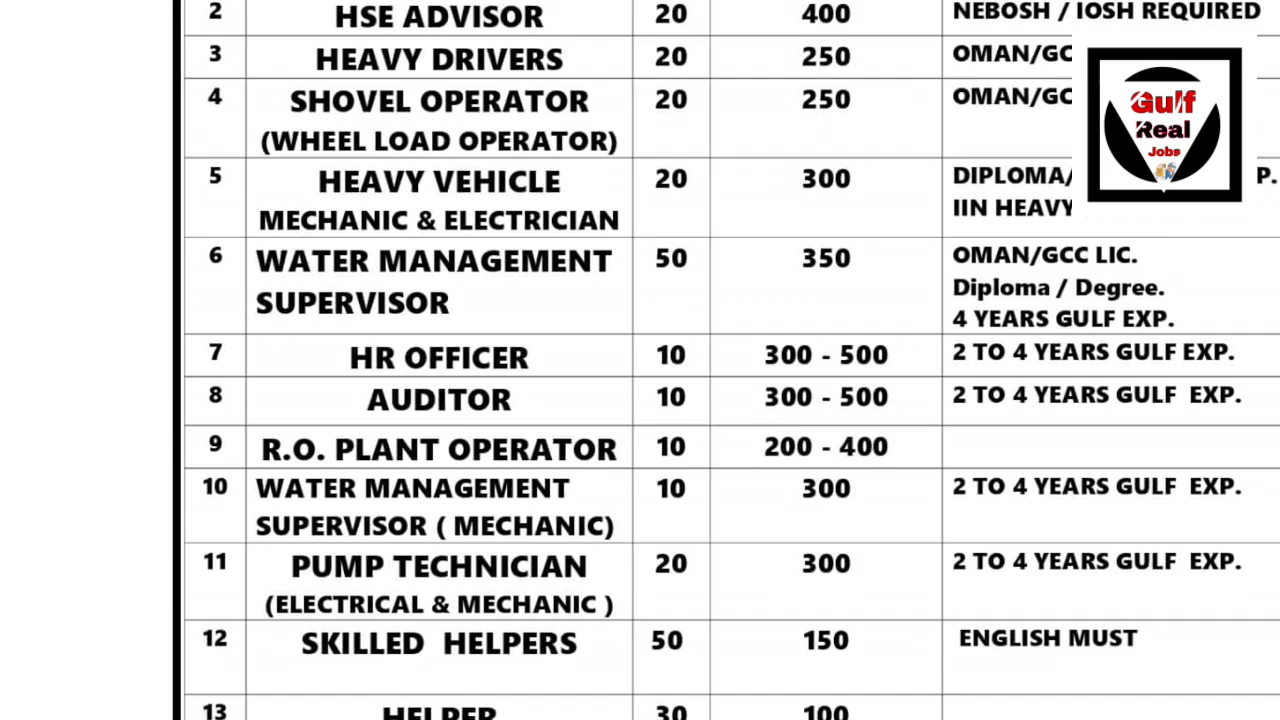 2 HSE ADVISOR 20 400 NEBOSH / IOSH REQUIRED
3 HEAVY DRIVERS 20 250 OMAN/GC
4 SHOVEL OPERATOR 20 250 OMAN/GC
(WHEEL LOAD OPERATOR)
Gulf
Real
Jobs
5 HEAVY VEHICLE 20 300 DIPLOMA/ P.
MECHANIC & ELECTRICIAN IIN HEAVY
6 WATER MANAGEMENT 50 350 OMAN/GCC LIC.
SUPERVISOR Diploma / Degree.
4 YEARS GULF EXP.
7 HR OFFICER 10 300 - 500 2 TO 4 YEARS GULF EXP.
8 AUDITOR 10 300 - 500 2 TO 4 YEARS GULF EXP.
9 R.O. PLANT OPERATOR 10 200 - 400
10 WATER MANAGEMENT 10 300 2 TO 4 YEARS GULF EXP.
SUPERVISOR ( MECHANIC)
11 PUMP TECHNICIAN 20 300 2 TO 4 YEARS GULF EXP.
(ELECTRICAL & MECHANIC )
12 SKILLED HELPERS 50 150 ENGLISH MUST
13 HELPER 30 100